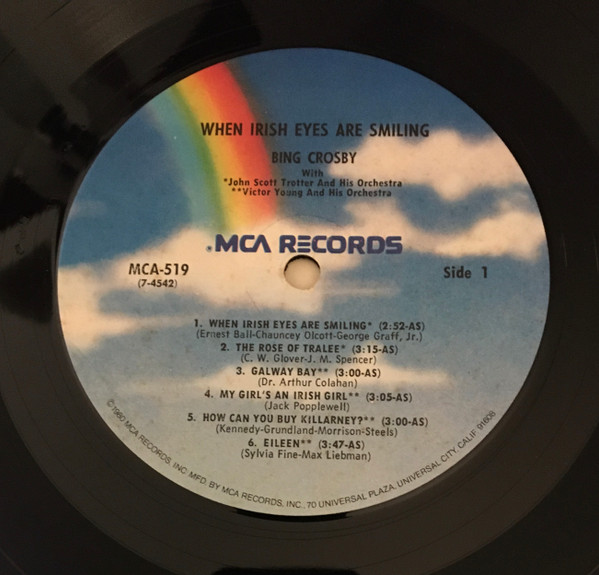 WHEN IRISH EYES ARE SMILING
BING CROSBY
With
*John Scott Trotter And His Orchestra
**Victor Young And His Orchestra
MCA RECORDS
MCA-519
(7-4542)
Side 1
1. WHEN IRISH EYES ARE SMILING* (2:52-AS)
(Ernest Ball-Chauncey Olcott-George Graff, Jr.)
2. THE ROSE OF TRALEE* (3:15-AS)
(C. W. Glover-J. M. Spencer)
3. GALWAY BAY** (3:00-AS)
(Dr. Arthur Colahan)
4. MY GIRL'S AN IRISH GIRL** (3:05-AS)
(Jack Popplewell)
5. HOW CAN YOU BUY KILLARNEY?** (3:00-AS)
(Kennedy-Grundland-Morrison-Steels)
6. EILEEN** (3:47-AS)
(Sylvia Fine-Max Liebman)
©1980 MCA RECORDS, INC. MFD. BY MCA RECORDS, INC., 70 UNIVERSAL PLAZA, UNIVERSAL CITY, CALIF. 91608